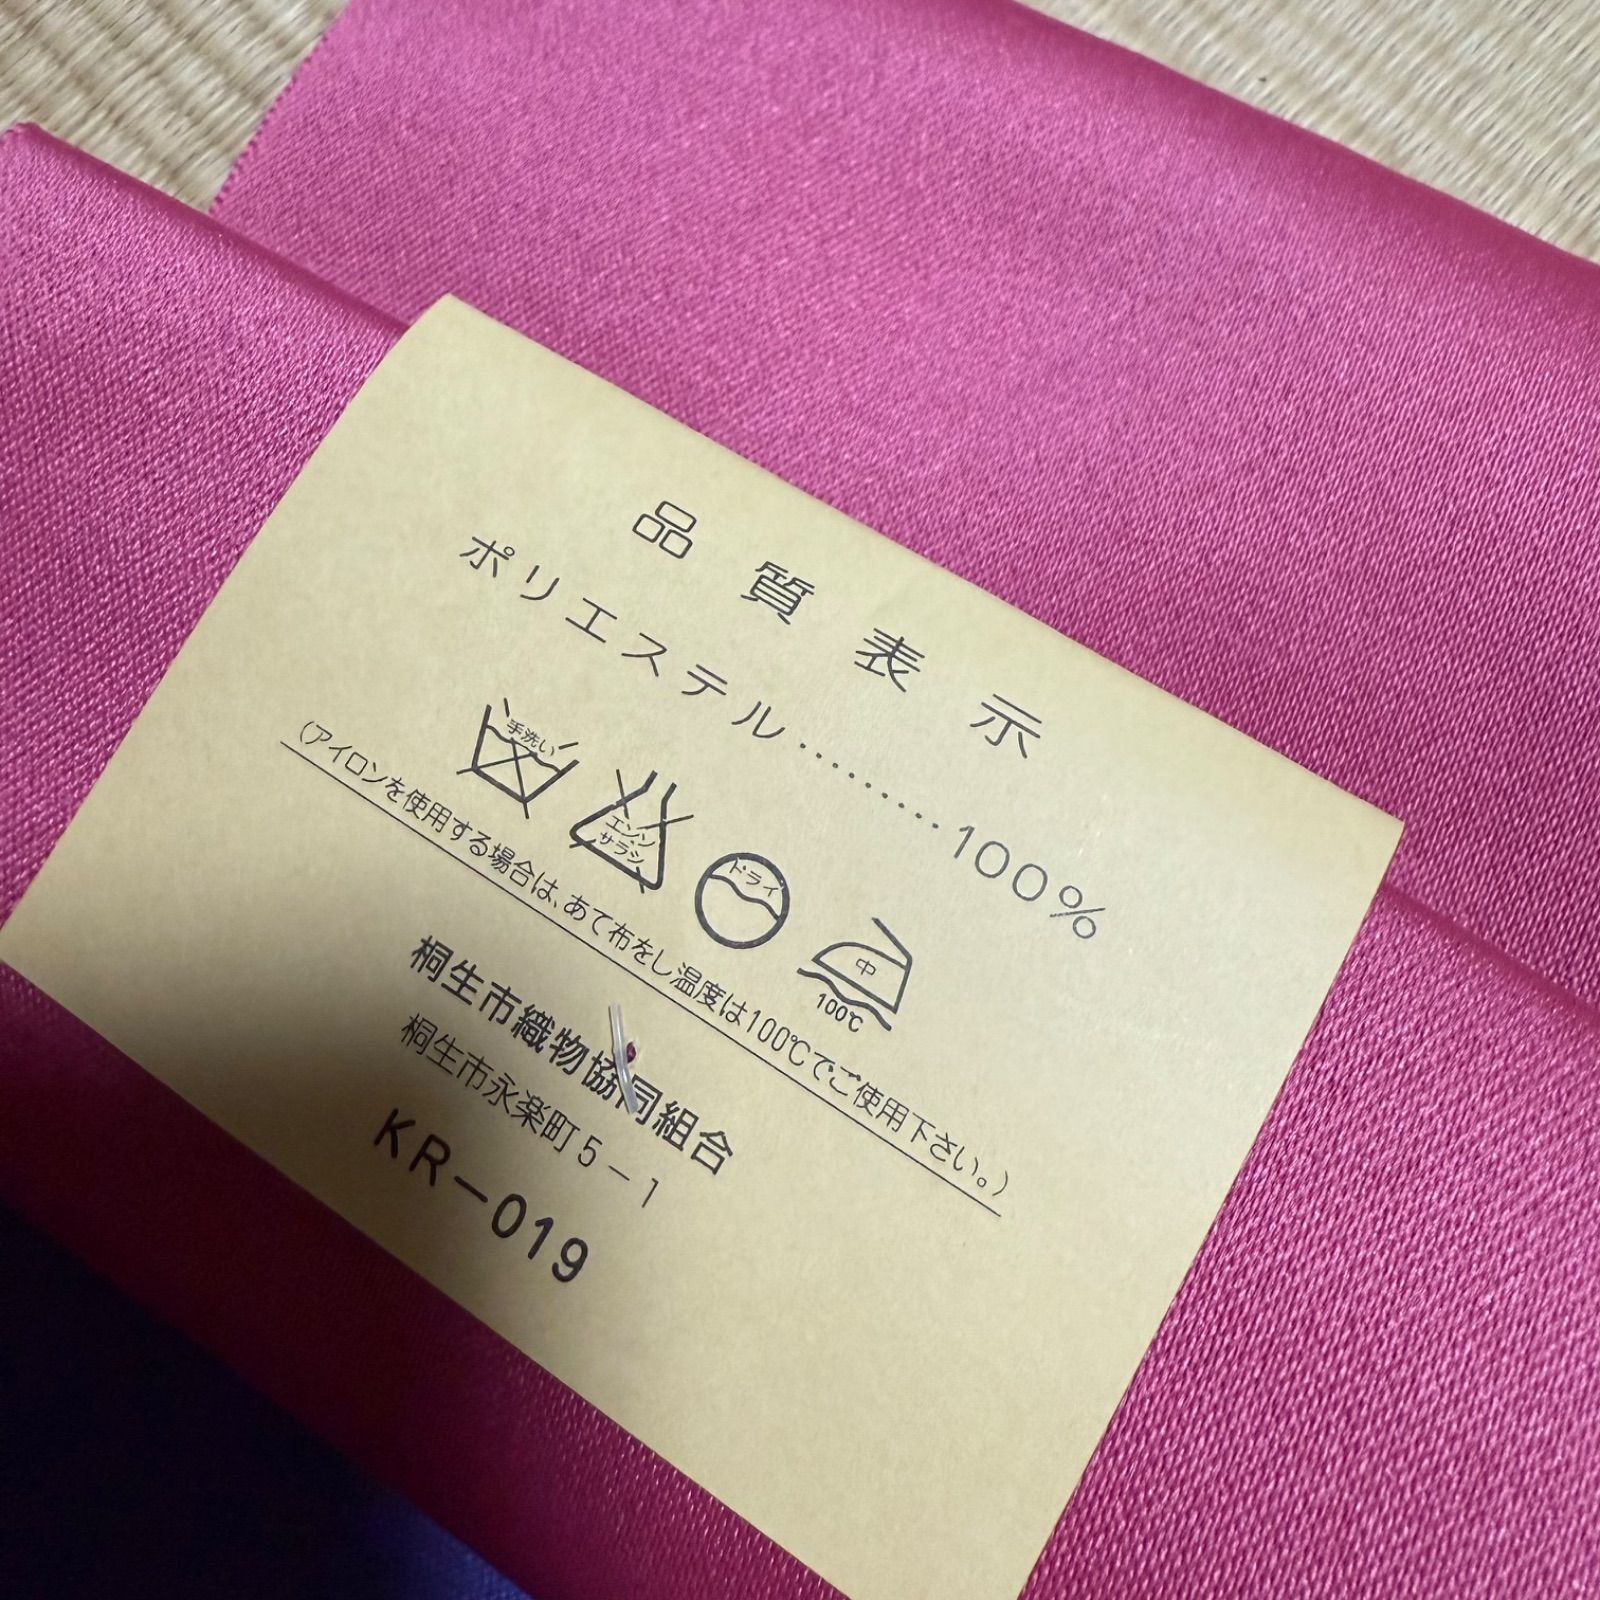 品質表示
ポリエステル………100%
手洗い
エンソ
サラシ
ドライ
中
100℃
(アイロンを使用する場合は、あて布をし温度は100℃でご使用下さい。)
桐生市織物協同組合
桐生市永楽町5-1
KR-019